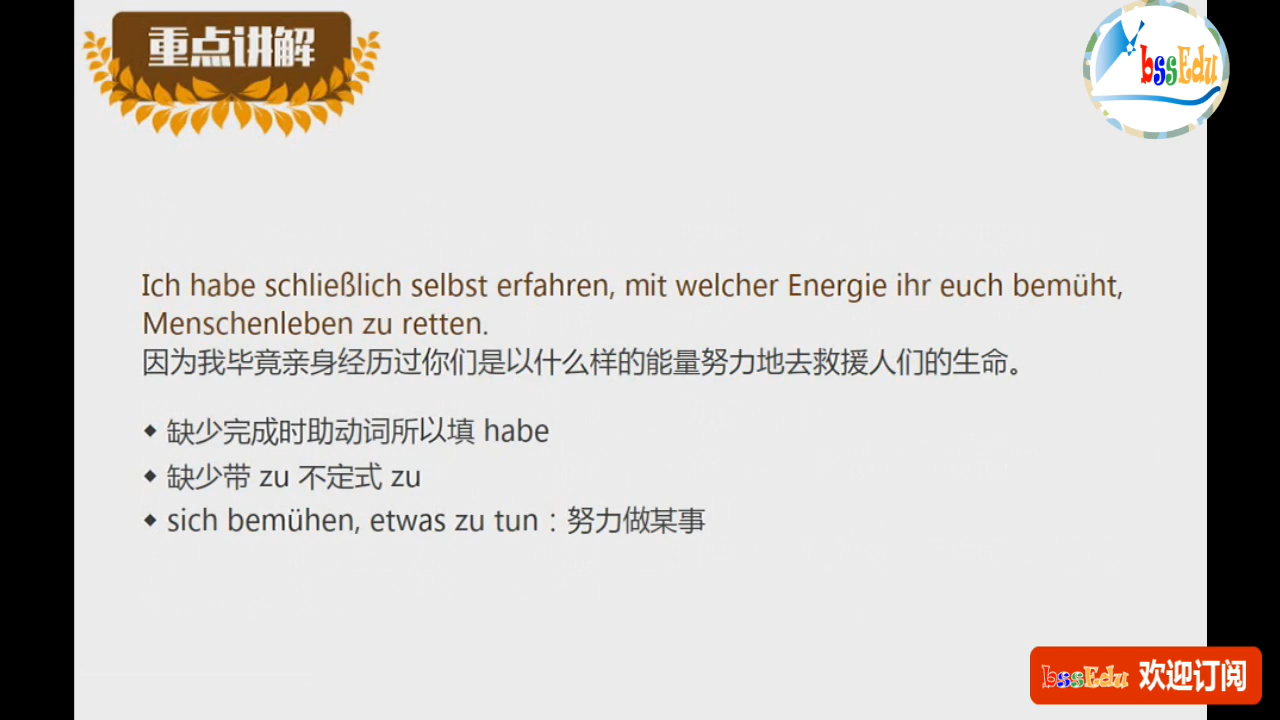 重点讲解
bssEdu
Ich habe schließlich selbst erfahren, mit welcher Energie ihr euch bemüht,
Menschenleben zu retten.
因为我毕竟亲身经历过你们是以什么样的能量努力地去救援人们的生命。
◆ 缺少完成时助动词所以填 habe
◆ 缺少带 zu 不定式 zu
◆ sich bemühen, etwas zu tun：努力做某事
bssEdu 欢迎订阅